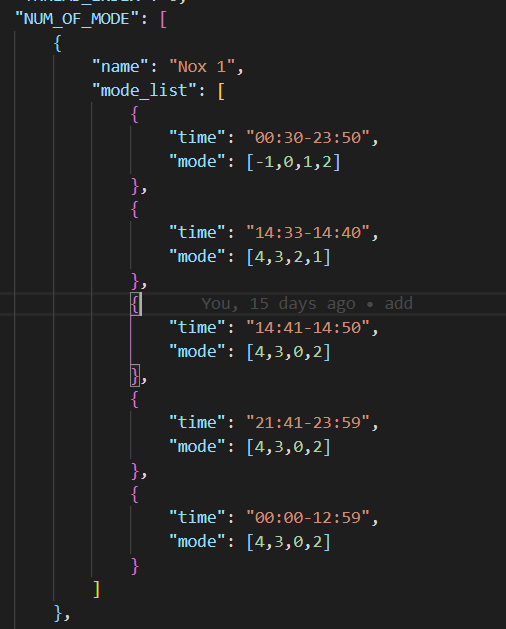 "NUM_OF_MODE": [
{
"name": "Nox 1",
"mode_list": [
{
"time": "00:30-23:50",
"mode": [-1,0,1,2]
},
{
"time": "14:33-14:40",
"mode": [4,3,2,1]
},
{ You, 15 days ago • add
"time": "14:41-14:50",
"mode": [4,3,0,2]
},
{
"time": "21:41-23:59",
"mode": [4,3,0,2]
},
{
"time": "00:00-12:59",
"mode": [4,3,0,2]
}
]
},